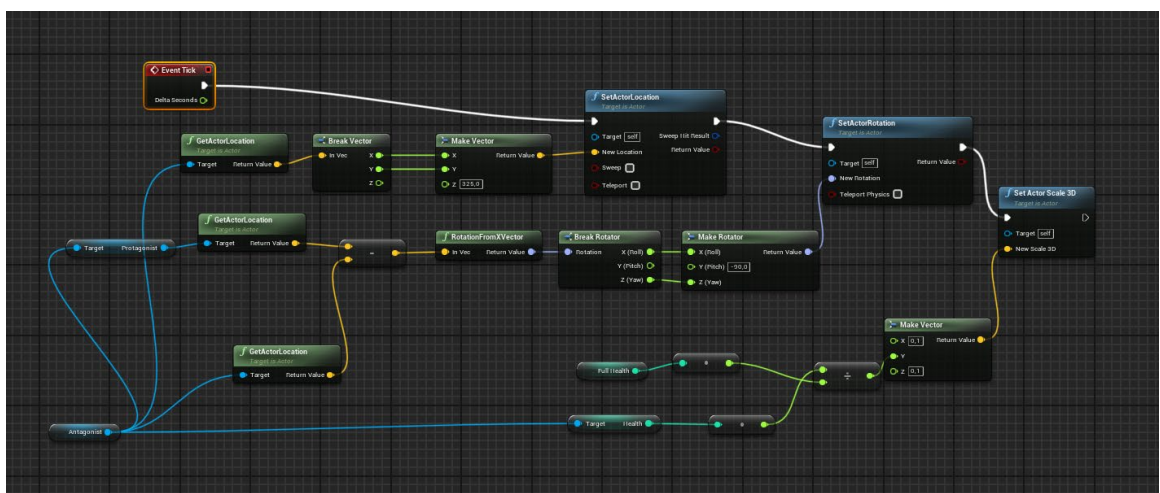 Event Tick
Delta Seconds
SetActorLocation
Target is Actor
Target self Sweep Hit Result
New Location Return Value
Sweep
Teleport
SetActorRotation
Target is Actor
Target self Return Value
New Rotation
Teleport Physics
Set Actor Scale 3D
Target is Actor
Target self
New Scale 3D
GetActorLocation
Target is Actor
Target Return Value
Break Vector
In Vec X
Y
Z
Make Vector
X Return Value
Y
Z 325,0
GetActorLocation
Target is Actor
Target Return Value
Target Protagonist
-
RotationFromXVector
In Vec Return Value
Break Rotator
Rotation X (Roll)
Y (Pitch)
Z (Yaw)
Make Rotator
X (Roll) Return Value
Y (Pitch) -90,0
Z (Yaw)
GetActorLocation
Target is Actor
Target Return Value
Make Vector
X 0,1 Return Value
Y
Z 0,1
Full Health
÷
Antagonist
Target Health